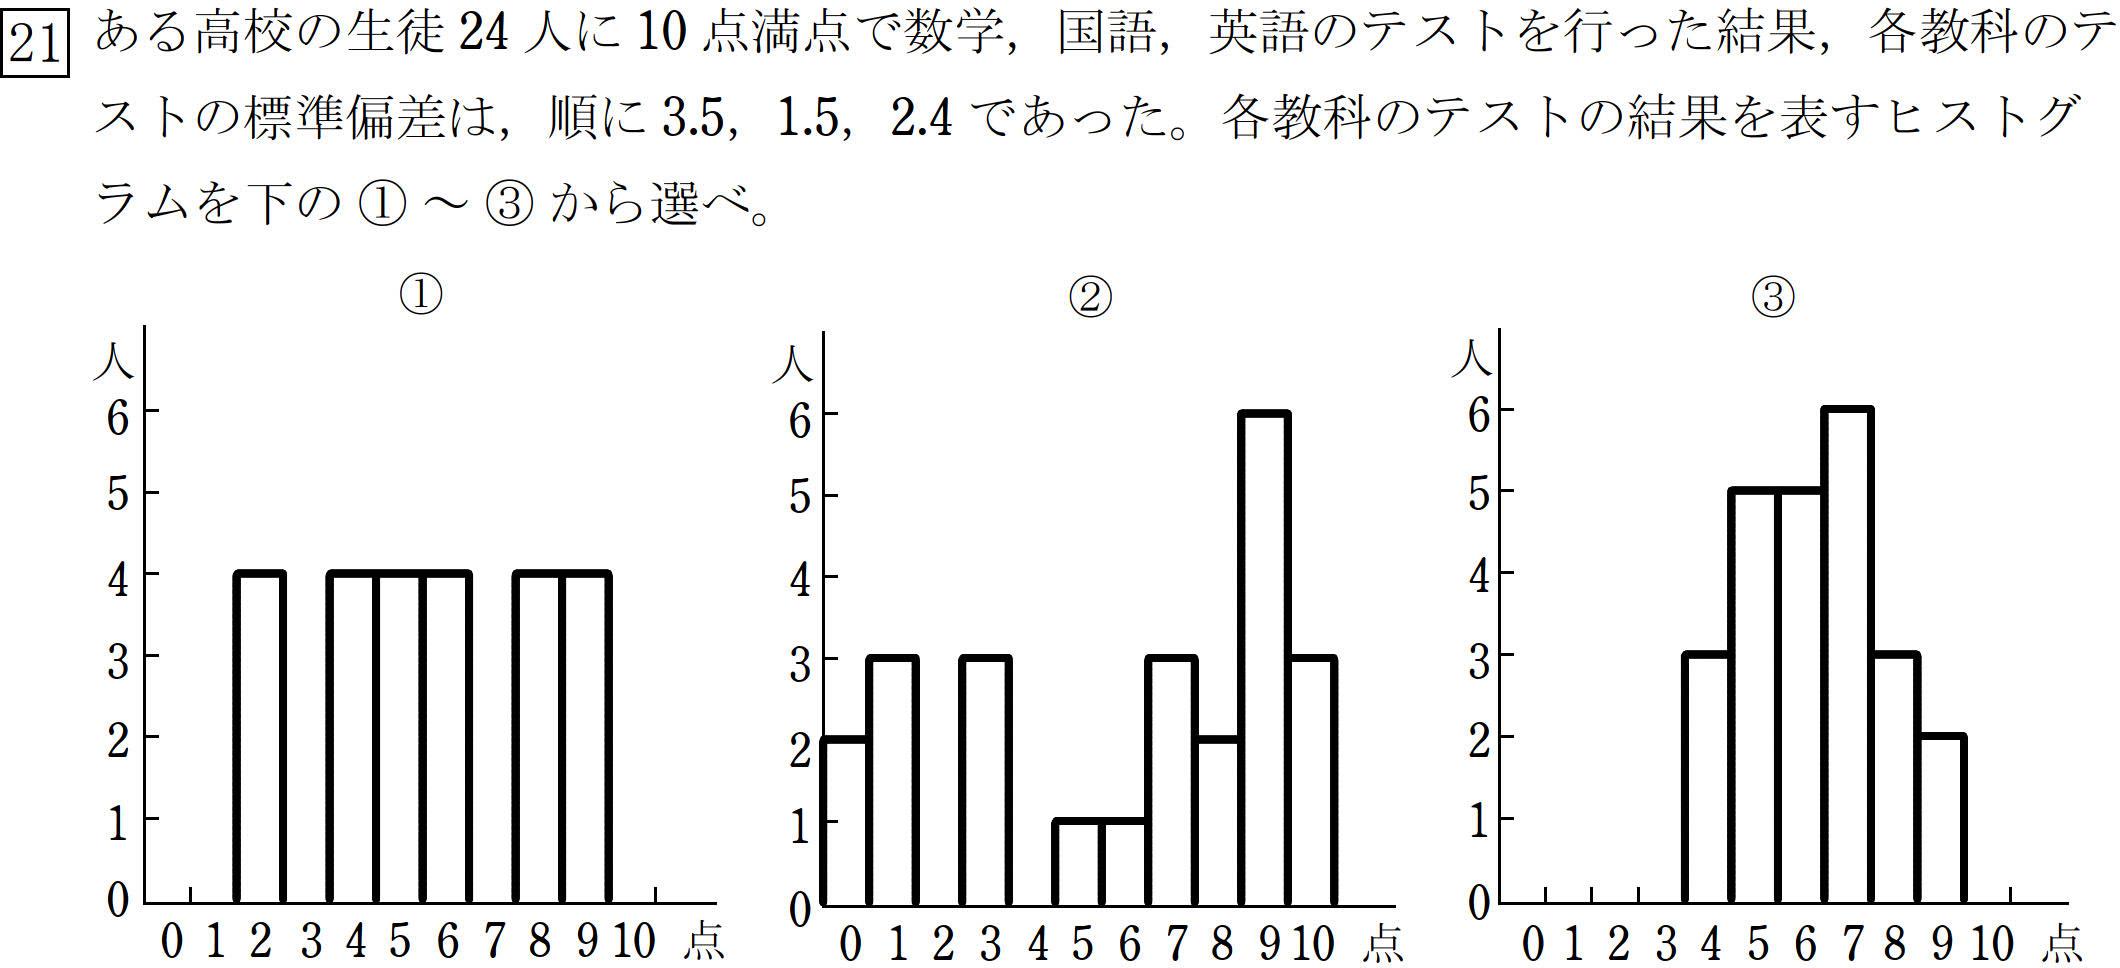 21 ある高校の生徒 24 人に 10 点満点で数学，国語，英語のテストを行った結果，各教科のテ
ストの標準偏差は，順に 3.5，1.5，2.4 であった。各教科のテストの結果を表すヒストグ
ラムを下の ① ～ ③ から選べ。
①
人
6
5
4
3
2
1
0
0 1 2 3 4 5 6 7 8 9 10 点
②
人
6
5
4
3
2
1
0
0 1 2 3 4 5 6 7 8 9 10 点
③
人
6
5
4
3
2
1
0
0 1 2 3 4 5 6 7 8 9 10 点